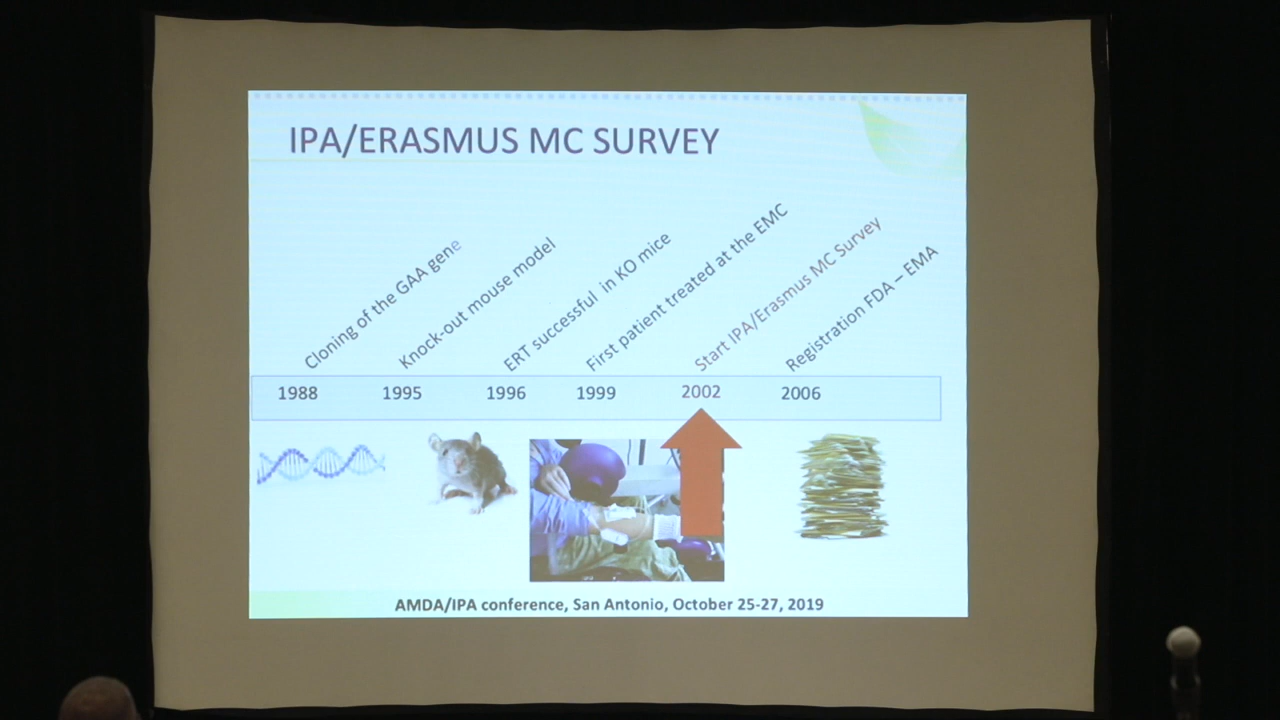 IPA/ERASMUS MC SURVEY
Cloning of the GAA gene
Knock-out mouse model
ERT successful in KO mice
First patient treated at the EMC
Start IPA/Erasmus MC Survey
Registration FDA – EMA
1988 1995 1996 1999 2002 2006
AMDA/IPA conference, San Antonio, October 25-27, 2019